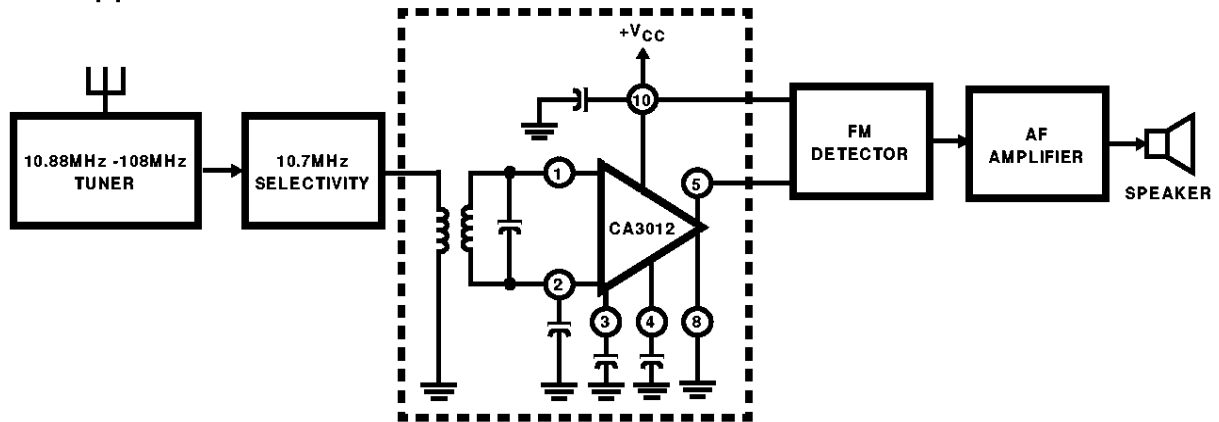 +VCC
10
10.88MHz -108MHz
TUNER
10.7MHz
SELECTIVITY
1
2
CA3012
5
3
4
8
FM
DETECTOR
AF
AMPLIFIER
SPEAKER